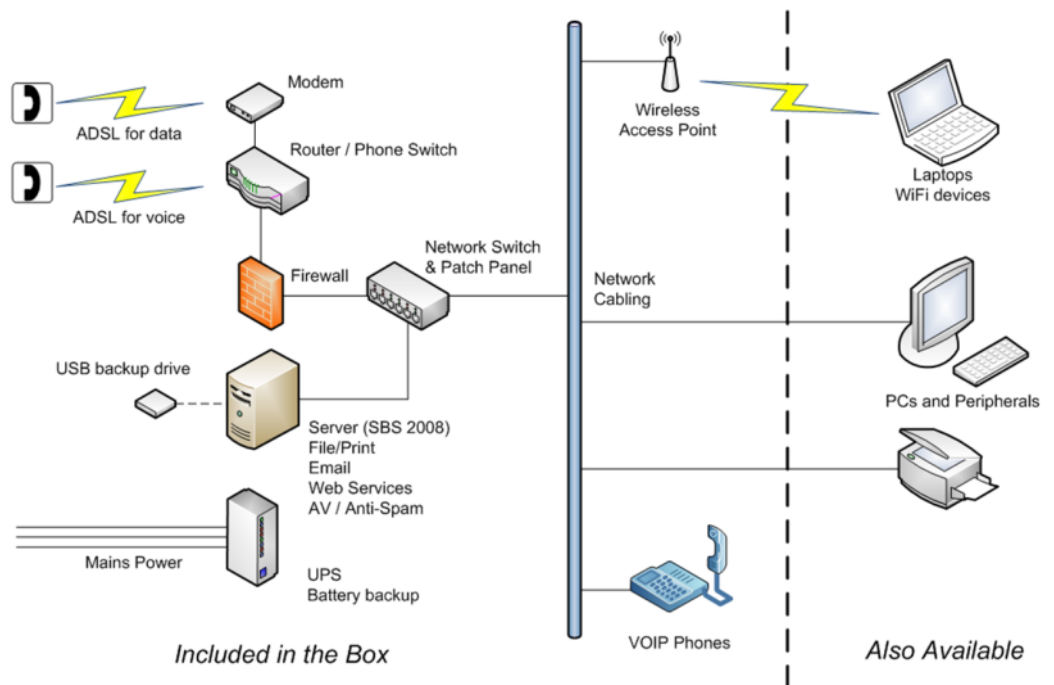 Modem
ADSL for data
Router / Phone Switch
ADSL for voice
Firewall
Network Switch
& Patch Panel
USB backup drive
Server (SBS 2008)
File/Print
Email
Web Services
AV / Anti-Spam
Mains Power
UPS
Battery backup
Included in the Box
Wireless
Access Point
Network
Cabling
VOIP Phones
Laptops
WiFi devices
PCs and Peripherals
Also Available